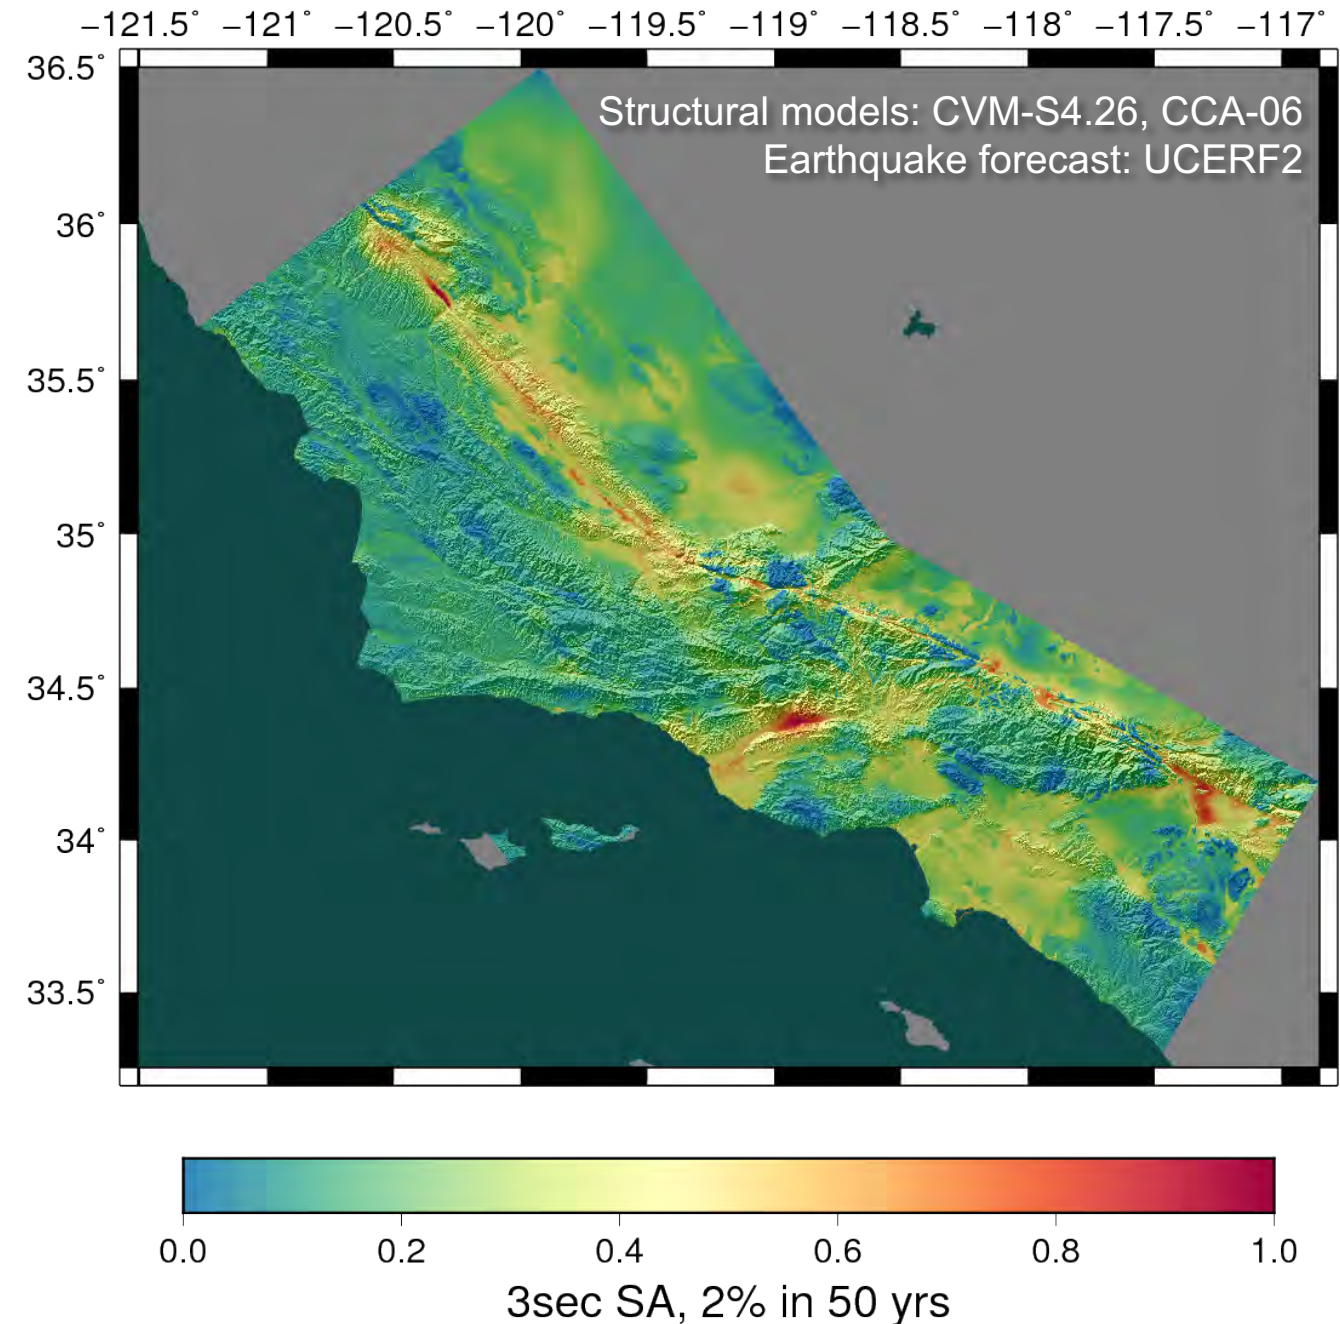 −121.5˚ −121˚ −120.5˚ −120˚ −119.5˚ −119˚ −118.5˚ −118˚ −117.5˚ −117˚
36.5˚
Structural models: CVM-S4.26, CCA-06
Earthquake forecast: UCERF2
36˚
35.5˚
35˚
34.5˚
34˚
33.5˚
0.0 0.2 0.4 0.6 0.8 1.0
3sec SA, 2% in 50 yrs